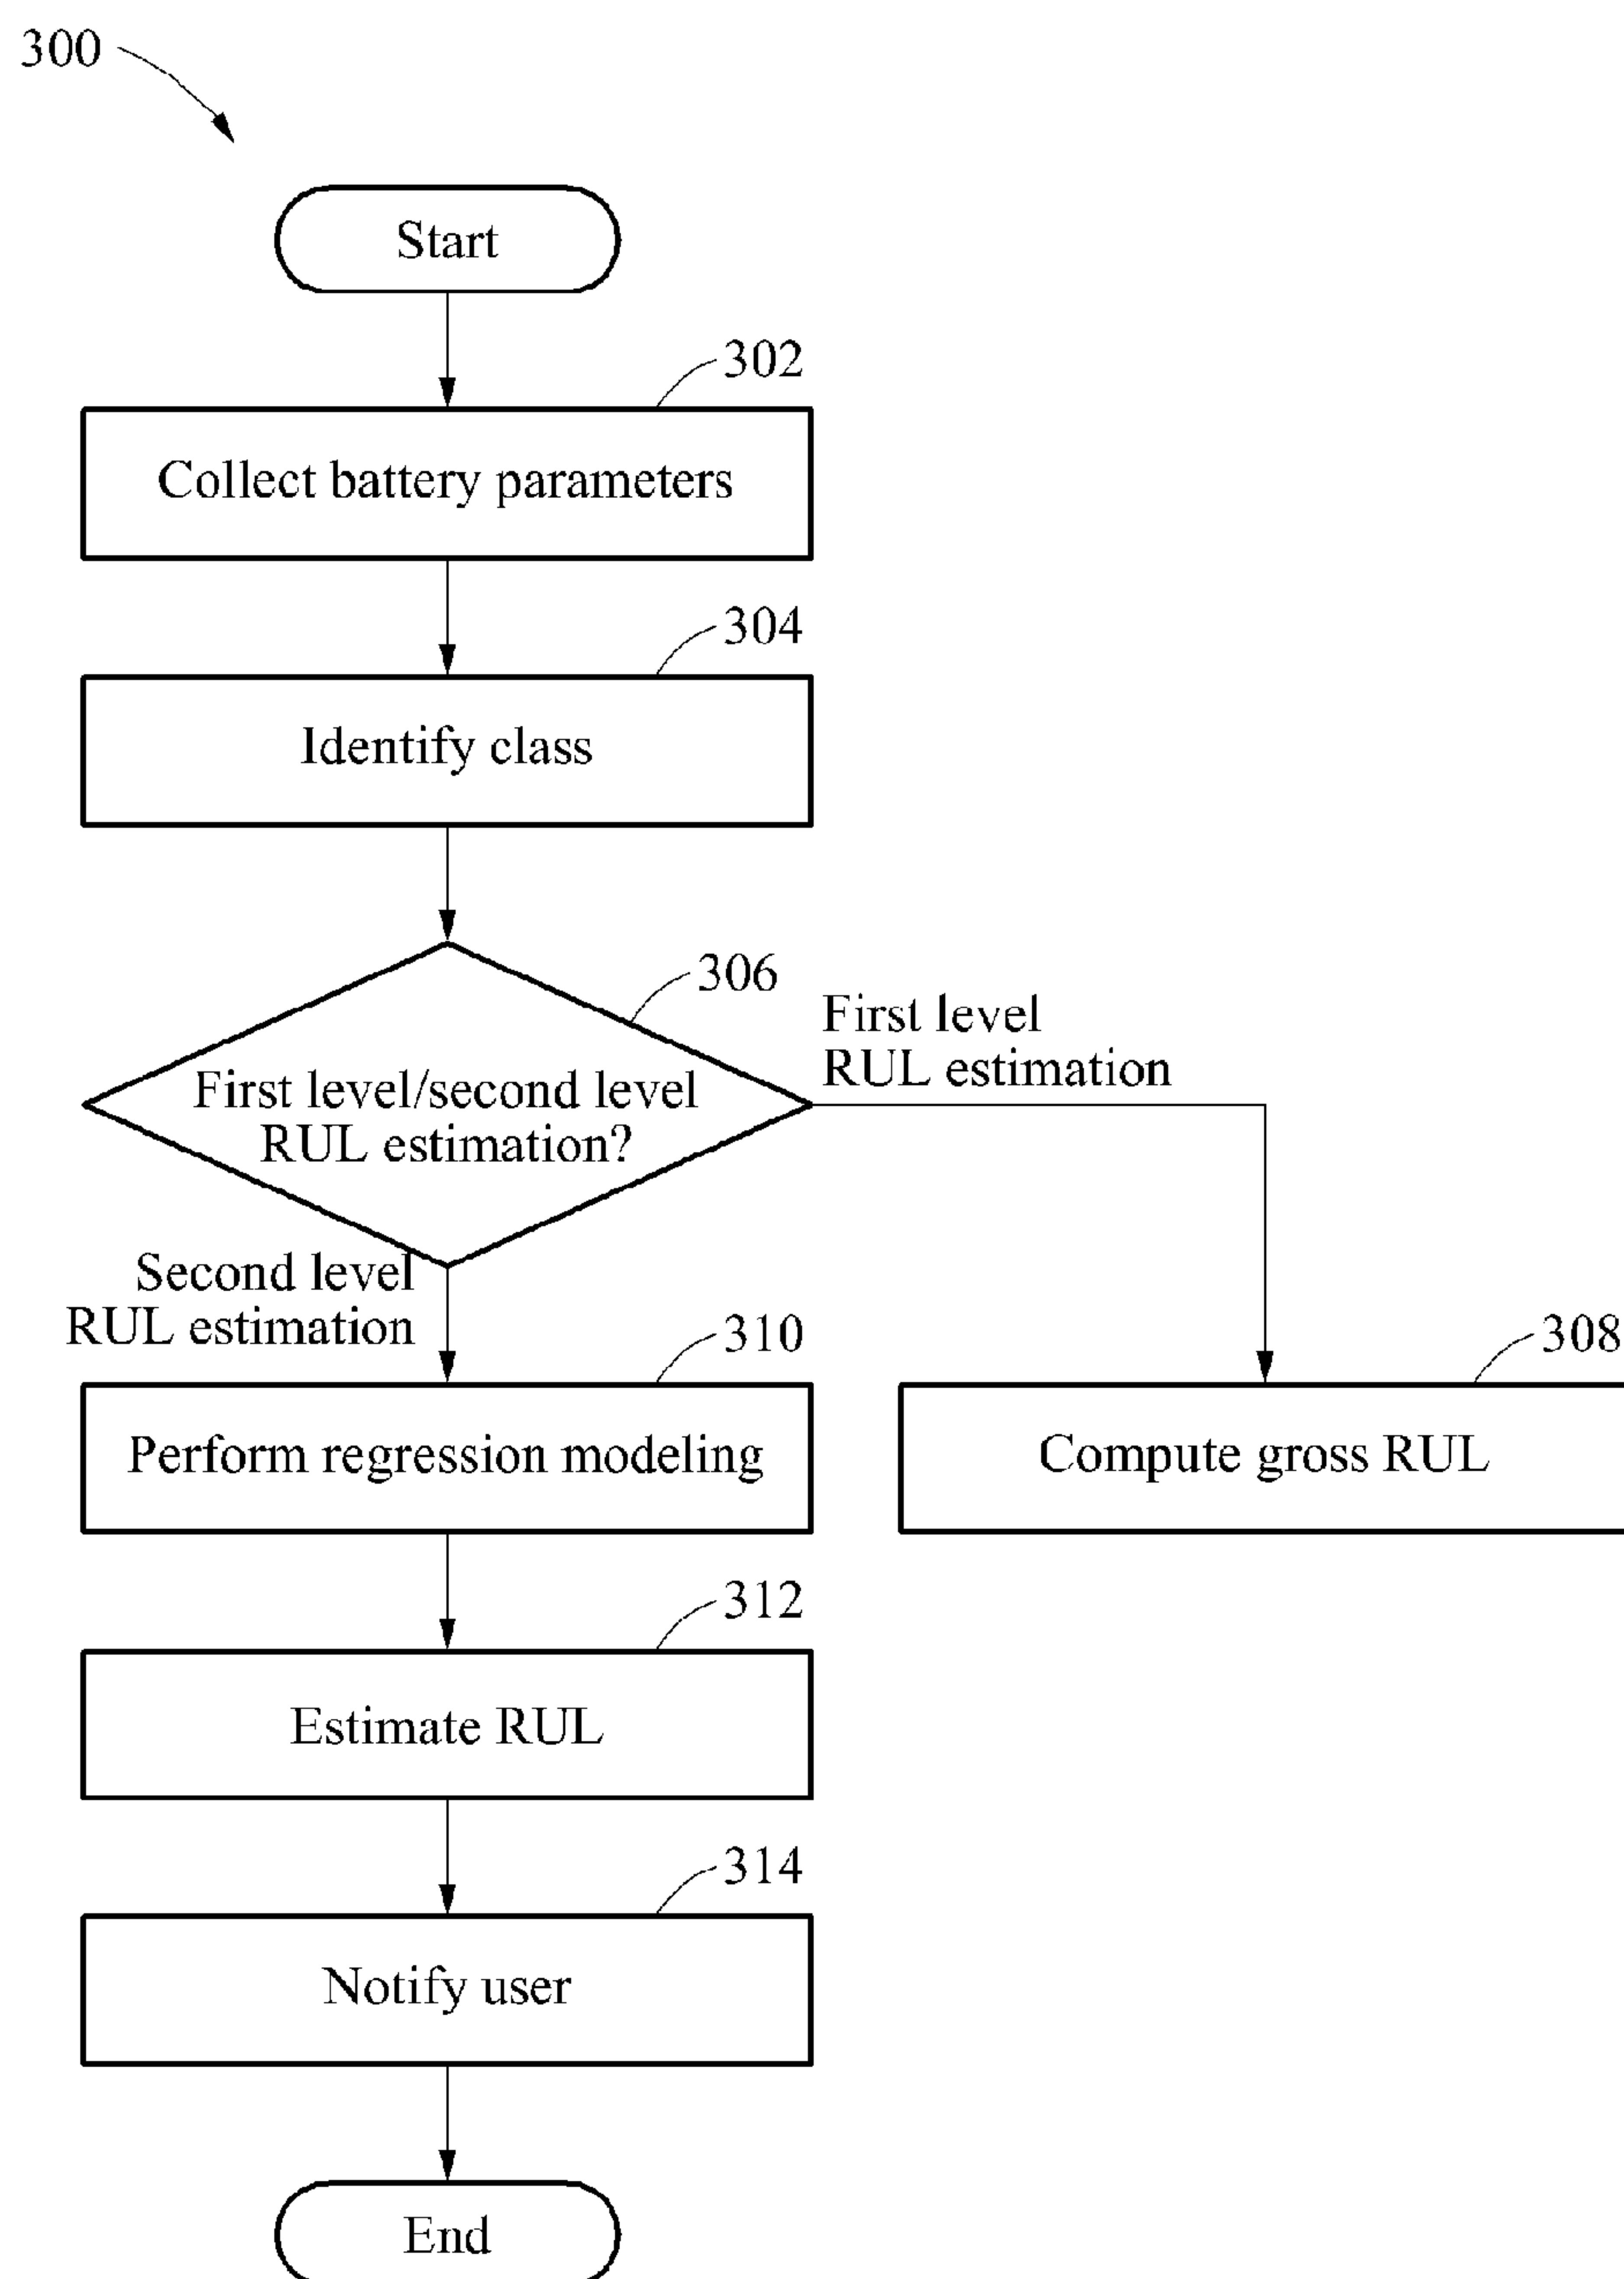 300
Start
302
Collect battery parameters
304
Identify class
306
First level/second level
RUL estimation?
First level
RUL estimation
Second level
RUL estimation
310
Perform regression modeling
308
Compute gross RUL
312
Estimate RUL
314
Notify user
End